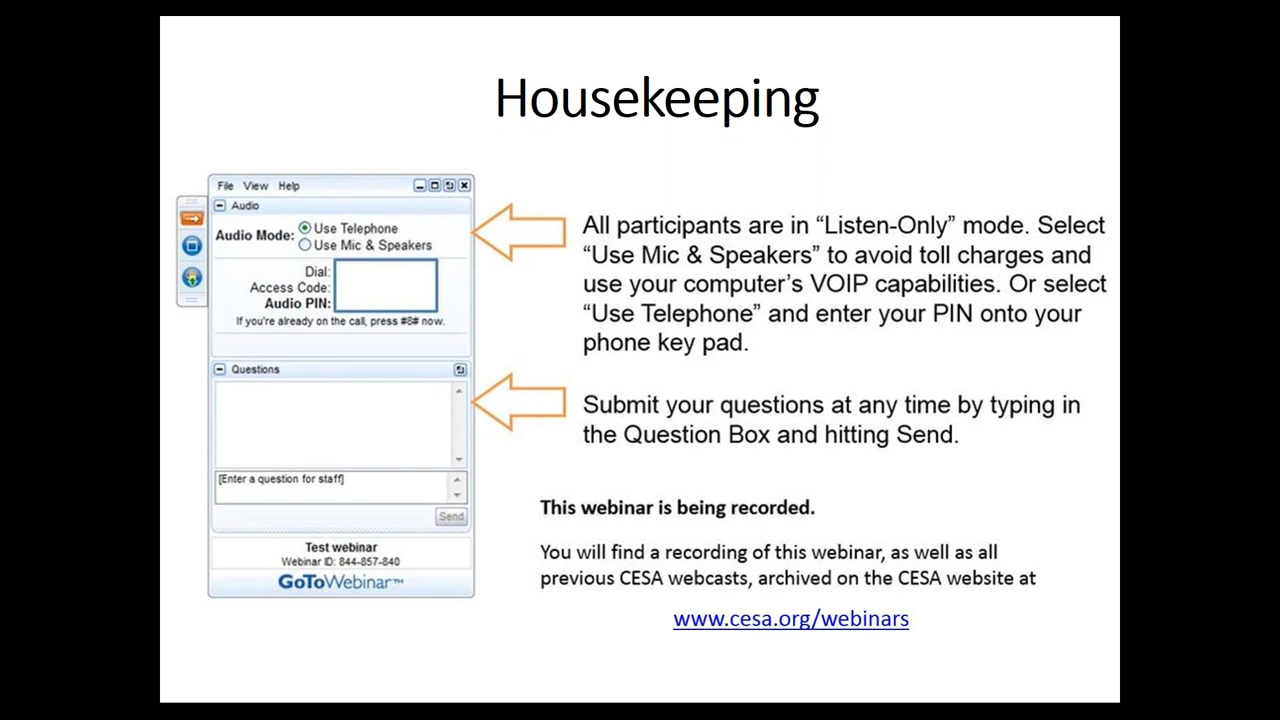 Housekeeping
File View Help
Audio
Audio Mode: Use Telephone
Use Mic & Speakers
Dial:
Access Code:
Audio PIN:
If you're already on the call, press #8# now.
Questions
[Enter a question for staff]
Send
Test webinar
Webinar ID: 844-857-840
GoToWebinar™
All participants are in “Listen-Only” mode. Select
“Use Mic & Speakers” to avoid toll charges and
use your computer’s VOIP capabilities. Or select
“Use Telephone” and enter your PIN onto your
phone key pad.
Submit your questions at any time by typing in
the Question Box and hitting Send.
This webinar is being recorded.
You will find a recording of this webinar, as well as all
previous CESA webcasts, archived on the CESA website at
www.cesa.org/webinars